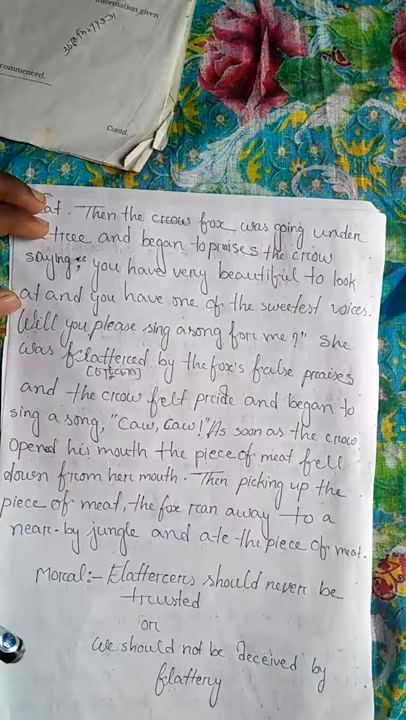 information given
commenced.
Contd.
eat. Then the crow fox was going under
tree and began to praises the crow
saying," you have very beautiful to look
at and you have one of the sweetest voices.
Will you please sing a song for me?" She
was flattered by the fox's false praises
and the crow felt pride and began to
sing a song, "Caw, Caw!" As soon as the crow
opened his mouth the piece of meat fell
down from her mouth. Then picking up the
piece of meat, the fox ran away to a
near-by jungle and ate the piece of meat.
Moral:- Flatterers should never be
trusted
or
We should not be deceived by
flattery